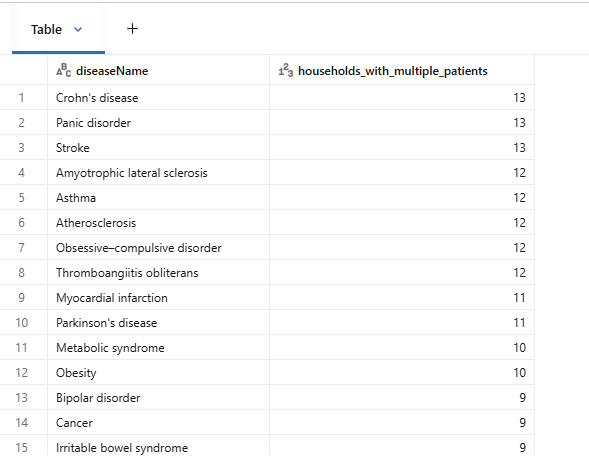 Table +
ABC diseaseName 123 households_with_multiple_patients
1 Crohn's disease 13
2 Panic disorder 13
3 Stroke 13
4 Amyotrophic lateral sclerosis 12
5 Asthma 12
6 Atherosclerosis 12
7 Obsessive–compulsive disorder 12
8 Thromboangiitis obliterans 12
9 Myocardial infarction 11
10 Parkinson's disease 11
11 Metabolic syndrome 10
12 Obesity 10
13 Bipolar disorder 9
14 Cancer 9
15 Irritable bowel syndrome 9